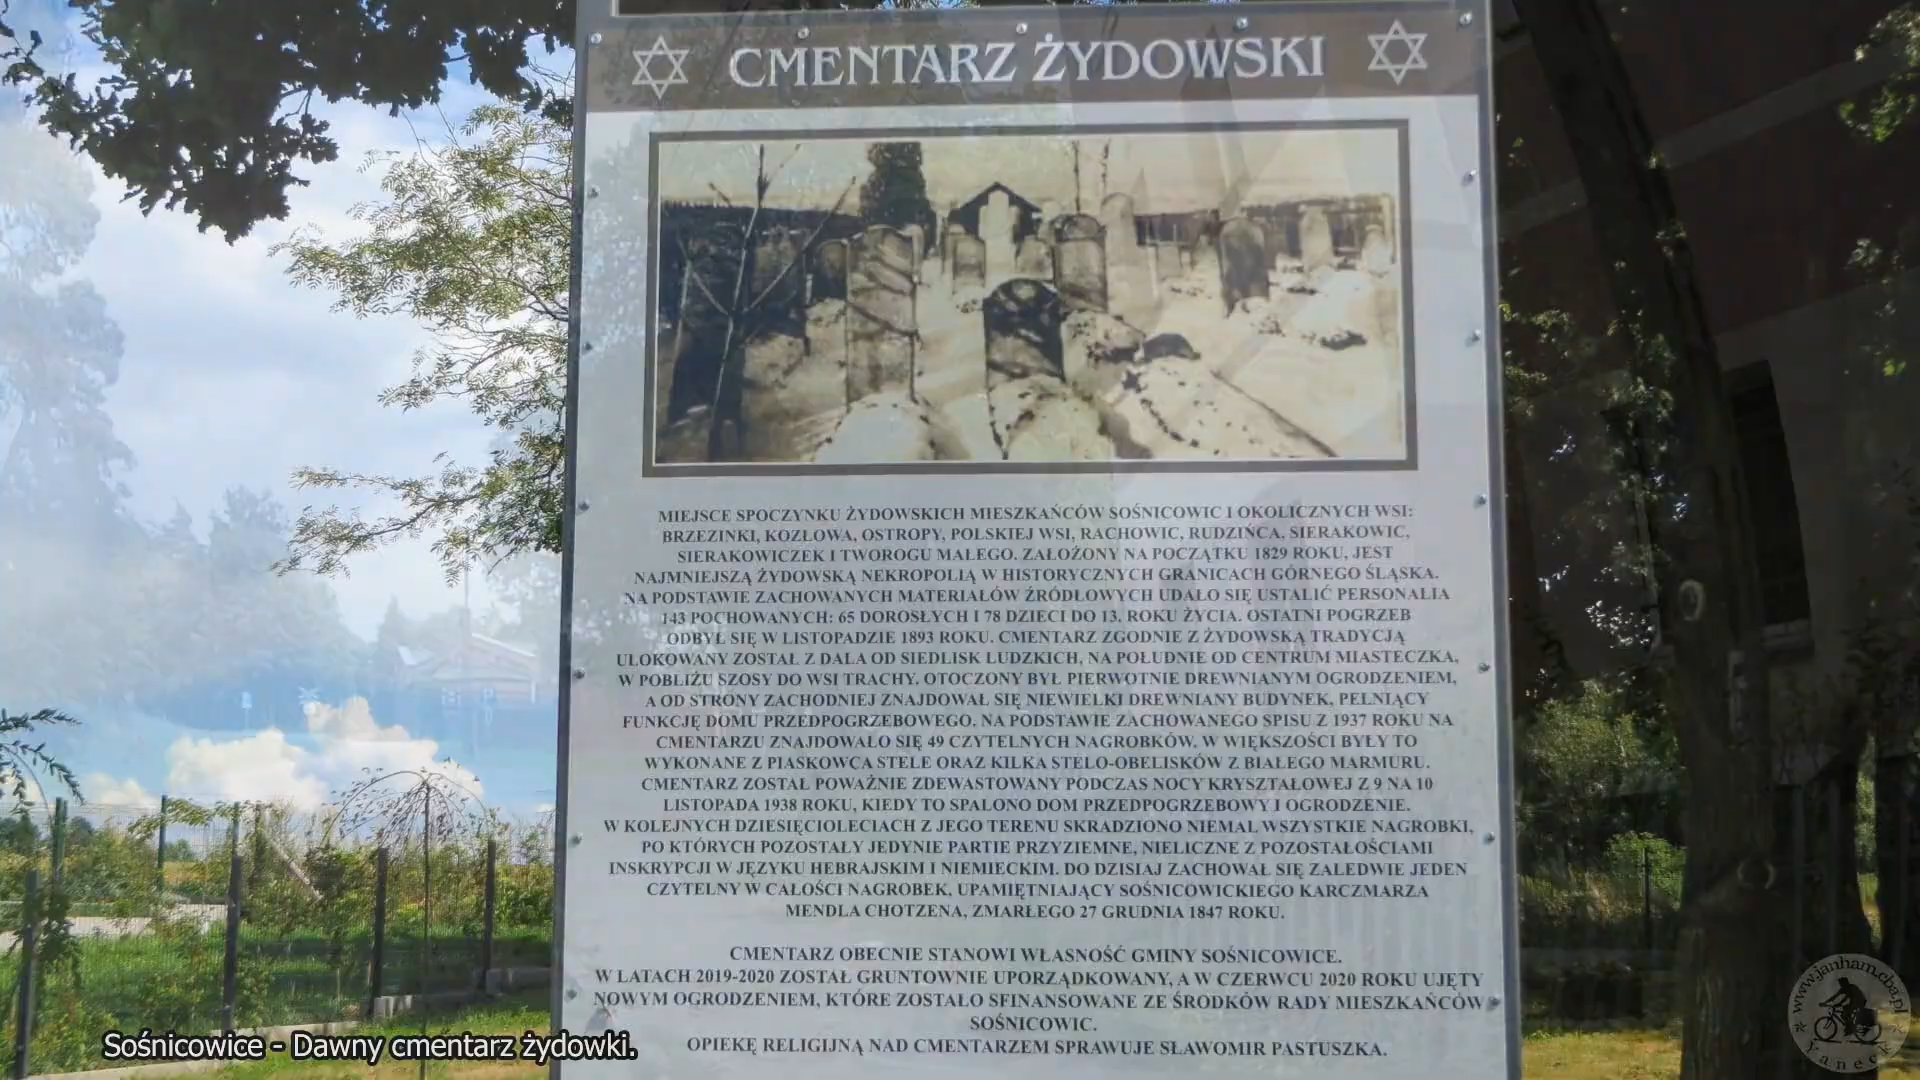 CMENTARZ ŻYDOWSKI
MIEJSCE SPOCZYNKU ŻYDOWSKICH MIESZKAŃCÓW SOŚNICOWIC I OKOLICZNYCH WSI:
BRZEZINKI, KOZŁOWA, OSTROPY, POLSKIEJ WSI, RACHOWIC, RUDZIŃCA, SIERAKOWIC,
SIERAKOWICZEK I TWOROGU MAŁEGO. ZAŁOŻONY NA POCZĄTKU 1829 ROKU, JEST
NAJMNIEJSZĄ ŻYDOWSKĄ NEKROPOLIĄ W HISTORYCZNYCH GRANICACH GÓRNEGO ŚLĄSKA.
NA PODSTAWIE ZACHOWANYCH MATERIAŁÓW ŹRÓDŁOWYCH UDAŁO SIĘ USTALIĆ PERSONALIA
143 POCHOWANYCH: 65 DOROSŁYCH I 78 DZIECI DO 13. ROKU ŻYCIA. OSTATNI POGRZEB
ODBYŁ SIĘ W LISTOPADZIE 1893 ROKU. CMENTARZ ZGODNIE Z ŻYDOWSKĄ TRADYCJĄ
ULOKOWANY ZOSTAŁ Z DALA OD SIEDLISK LUDZKICH, NA POŁUDNIE OD CENTRUM MIASTECZKA,
W POBLIŻU SZOSY DO WSI TRACHY. OTOCZONY BYŁ PIERWOTNIE DREWNIANYM OGRODZENIEM,
A OD STRONY ZACHODNIEJ ZNAJDOWAŁ SIĘ NIEWIELKI DREWNIANY BUDYNEK, PEŁNIĄCY
FUNKCJĘ DOMU PRZEDPOGRZEBOWEGO. NA PODSTAWIE ZACHOWANEGO SPISU Z 1937 ROKU NA
CMENTARZU ZNAJDOWAŁO SIĘ 49 CZYTELNYCH NAGROBKÓW. W WIĘKSZOŚCI BYŁY TO
WYKONANE Z PIASKOWCA STELE ORAZ KILKA STELO-OBELISKÓW Z BIAŁEGO MARMURU.
CMENTARZ ZOSTAŁ POWAŻNIE ZDEWASTOWANY PODCZAS NOCY KRYSZTAŁOWEJ Z 9 NA 10
LISTOPADA 1938 ROKU, KIEDY TO SPALONO DOM PRZEDPOGRZEBOWY I OGRODZENIE.
W KOLEJNYCH DZIESIĘCIOLECIACH Z JEGO TERENU SKRADZIONO NIEMAL WSZYSTKIE NAGROBKI,
PO KTÓRYCH POZOSTAŁY JEDYNIE PARTIE PRZYZIEMNE, NIELICZNE Z POZOSTAŁOŚCIAMI
INSKRYPCJI W JĘZYKU HEBRAJSKIM I NIEMIECKIM. DO DZISIAJ ZACHOWAŁ SIĘ ZALEDWIE JEDEN
CZYTELNY W CAŁOŚCI NAGROBEK, UPAMIĘTNIAJĄCY SOŚNICOWICKIEGO KARCZMARZA
MENDLA CHOTZENA, ZMARŁEGO 27 GRUDNIA 1847 ROKU.
CMENTARZ OBECNIE STANOWI WŁASNOŚĆ GMINY SOŚNICOWICE.
W LATACH 2019-2020 ZOSTAŁ GRUNTOWNIE UPORZĄDKOWANY, A W CZERWCU 2020 ROKU UJĘTY
NOWYM OGRODZENIEM, KTÓRE ZOSTAŁO SFINANSOWANE ZE ŚRODKÓW RADY MIESZKAŃCÓW
SOŚNICOWIC.
OPIEKĘ RELIGIJNĄ NAD CMENTARZEM SPRAWUJE SŁAWOMIR PASTUSZKA.
Sośnicowice - Dawny cmentarz żydowki.
www.janham.cba.pl
Yaneck